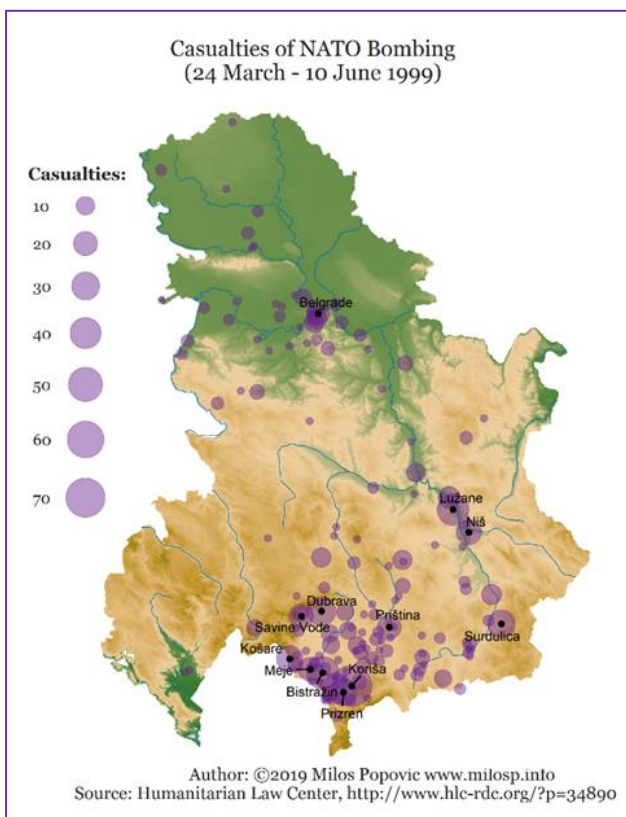 Casualties of NATO Bombing
(24 March - 10 June 1999)
Casualties:
10
20
30
40
50
60
70
Belgrade
Lužane
Niš
Dubrava
Savine Vode
Priština
Surdulica
Košare
Meje
Koriša
Bistražin
Prizren
Author: ©2019 Milos Popovic www.milosp.info
Source: Humanitarian Law Center, http://www.hlc-rdc.org/?p=34890